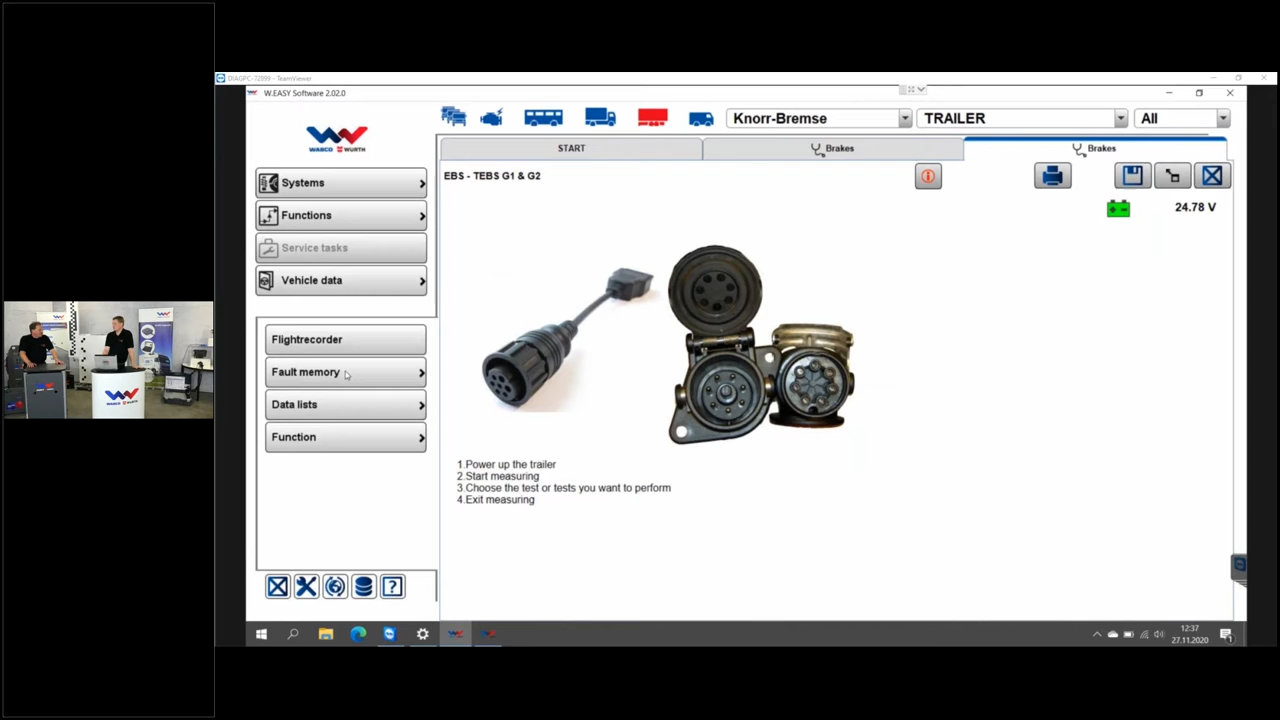 DIAGPC-72899 - TeamViewer
W.EASY Software 2.02.0
Knorr-Bremse
TRAILER
All
WABCO WÜRTH
START
Brakes
Brakes
EBS - TEBS G1 & G2
24.78 V
Systems
Functions
Service tasks
Vehicle data
Flightrecorder
Fault memory
Data lists
Function
1.Power up the trailer
2.Start measuring
3.Choose the test or tests you want to perform
4.Exit measuring
?
12:37
27.11.2020